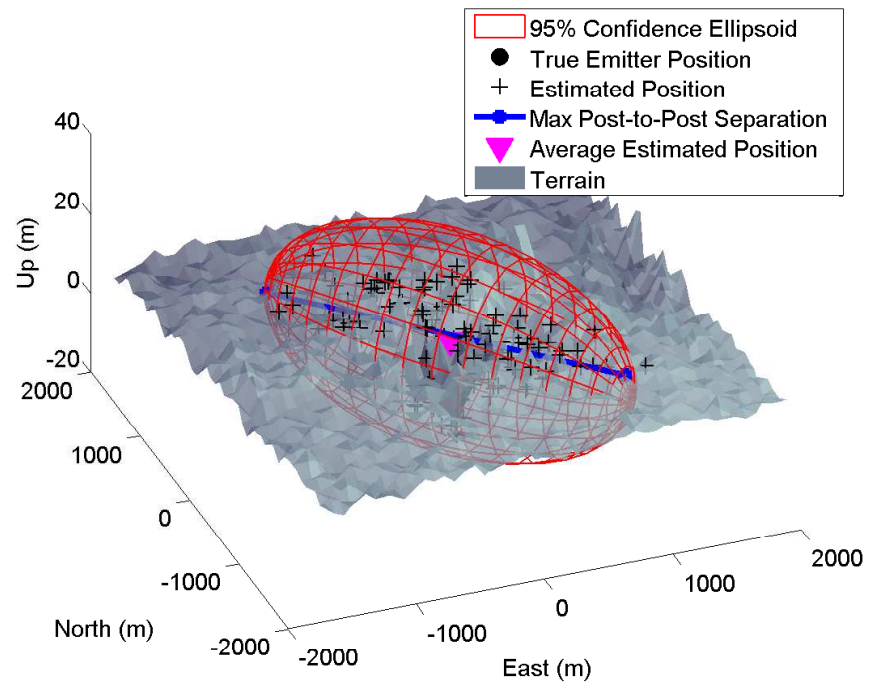 95% Confidence Ellipsoid
True Emitter Position
Estimated Position
Max Post-to-Post Separation
Average Estimated Position
Terrain
40
20
0
-20
Up (m)
2000
1000
0
-1000
-2000
North (m)
-2000
-1000
0
1000
2000
East (m)